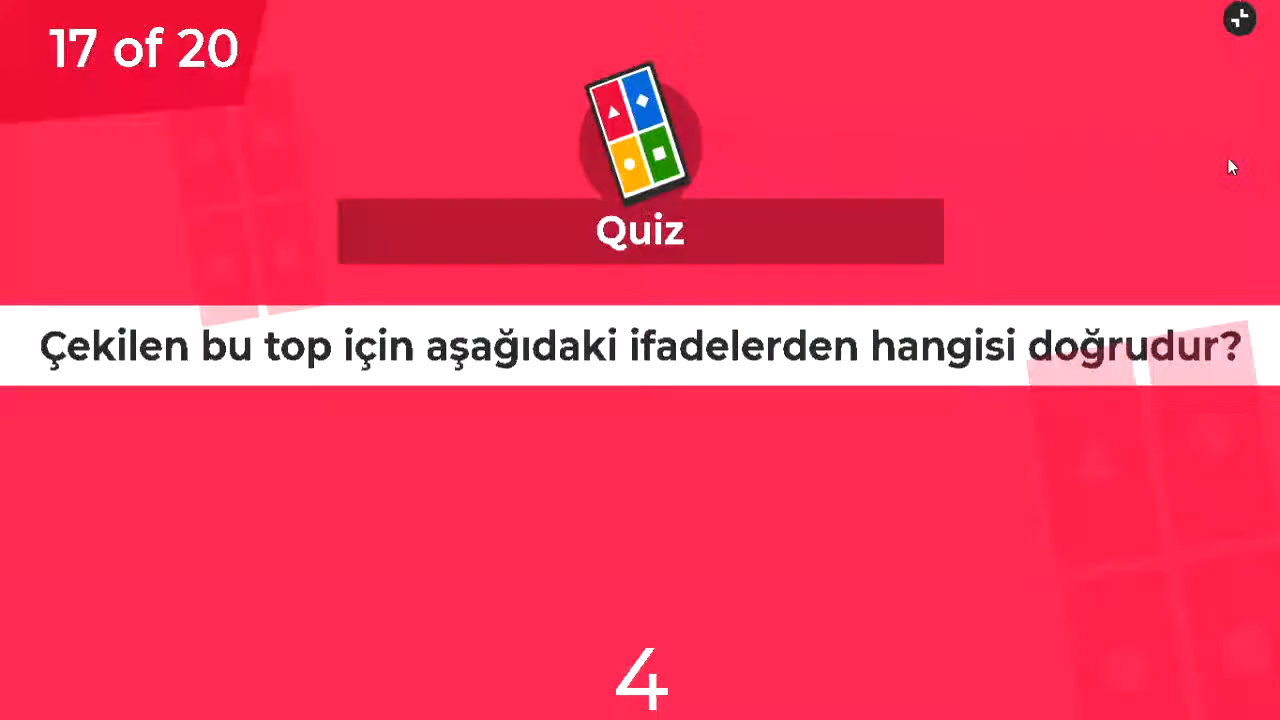 17 of 20
Quiz
Çekilen bu top için aşağıdaki ifadelerden hangisi doğrudur?
4